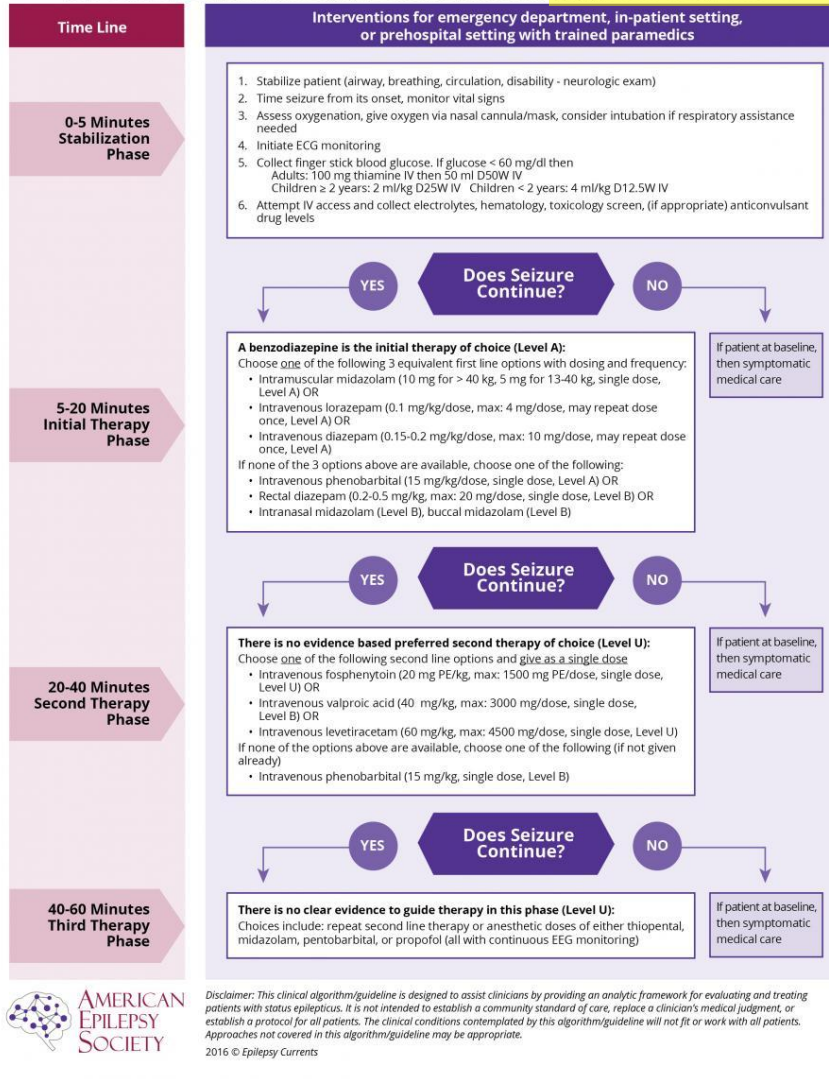 Time Line
Interventions for emergency department, in-patient setting,
or prehospital setting with trained paramedics
0-5 Minutes
Stabilization
Phase
1. Stabilize patient (airway, breathing, circulation, disability - neurologic exam)
2. Time seizure from its onset, monitor vital signs
3. Assess oxygenation, give oxygen via nasal cannula/mask, consider intubation if respiratory assistance
needed
4. Initiate ECG monitoring
5. Collect finger stick blood glucose. If glucose < 60 mg/dl then
Adults: 100 mg thiamine IV then 50 ml D50W IV
Children ≥ 2 years: 2 ml/kg D25W IV Children < 2 years: 4 ml/kg D12.5W IV
6. Attempt IV access and collect electrolytes, hematology, toxicology screen, (if appropriate) anticonvulsant
drug levels
YES
Does Seizure
Continue?
NO
5-20 Minutes
Initial Therapy
Phase
A benzodiazepine is the initial therapy of choice (Level A):
Choose one of the following 3 equivalent first line options with dosing and frequency:
• Intramuscular midazolam (10 mg for > 40 kg, 5 mg for 13-40 kg, single dose,
Level A) OR
• Intravenous lorazepam (0.1 mg/kg/dose, max: 4 mg/dose, may repeat dose
once, Level A) OR
• Intravenous diazepam (0.15-0.2 mg/kg/dose, max: 10 mg/dose, may repeat dose
once, Level A)
If none of the 3 options above are available, choose one of the following:
• Intravenous phenobarbital (15 mg/kg/dose, single dose, Level A) OR
• Rectal diazepam (0.2-0.5 mg/kg, max: 20 mg/dose, single dose, Level B) OR
• Intranasal midazolam (Level B), buccal midazolam (Level B)
If patient at baseline,
then symptomatic
medical care
YES
Does Seizure
Continue?
NO
20-40 Minutes
Second Therapy
Phase
There is no evidence based preferred second therapy of choice (Level U):
Choose one of the following second line options and give as a single dose
• Intravenous fosphenytoin (20 mg PE/kg, max: 1500 mg PE/dose, single dose,
Level U) OR
• Intravenous valproic acid (40 mg/kg, max: 3000 mg/dose, single dose,
Level B) OR
• Intravenous levetiracetam (60 mg/kg, max: 4500 mg/dose, single dose, Level U)
If none of the options above are available, choose one of the following (if not given
already)
• Intravenous phenobarbital (15 mg/kg, single dose, Level B)
If patient at baseline,
then symptomatic
medical care
YES
Does Seizure
Continue?
NO
40-60 Minutes
Third Therapy
Phase
There is no clear evidence to guide therapy in this phase (Level U):
Choices include: repeat second line therapy or anesthetic doses of either thiopental,
midazolam, pentobarbital, or propofol (all with continuous EEG monitoring)
If patient at baseline,
then symptomatic
medical care
AMERICAN
EPILEPSY
SOCIETY
Disclaimer: This clinical algorithm/guideline is designed to assist clinicians by providing an analytic framework for evaluating and treating
patients with status epilepticus. It is not intended to establish a community standard of care, replace a clinician's medical judgment, or
establish a protocol for all patients. The clinical conditions contemplated by this algorithm/guideline will not fit or work with all patients.
Approaches not covered in this algorithm/guideline may be appropriate.
2016 © Epilepsy Currents